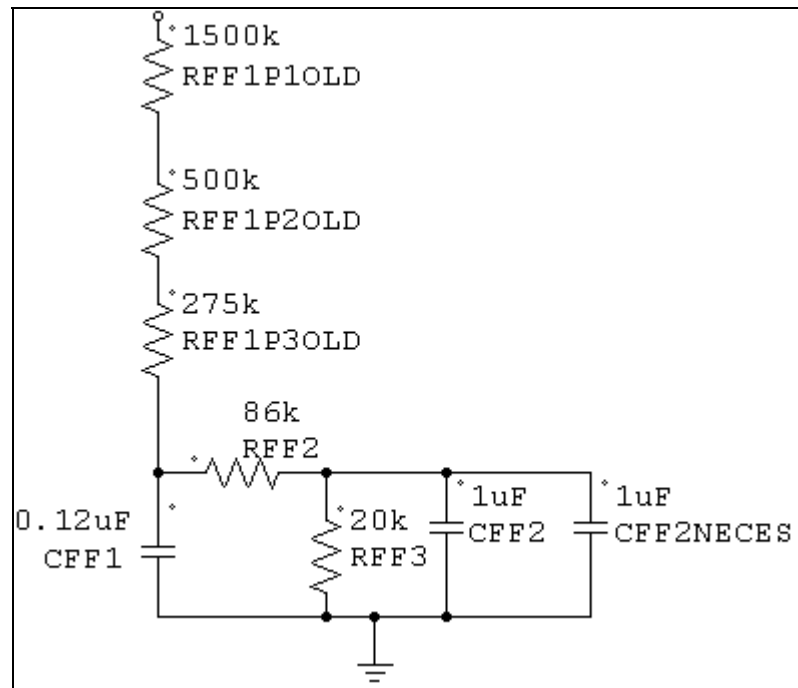 1500k
RFF1P1OLD
500k
RFF1P2OLD
275k
RFF1P3OLD
86k
RFF2
0.12uF
CFF1
20k
RFF3
1uF
CFF2
1uF
CFF2NECES